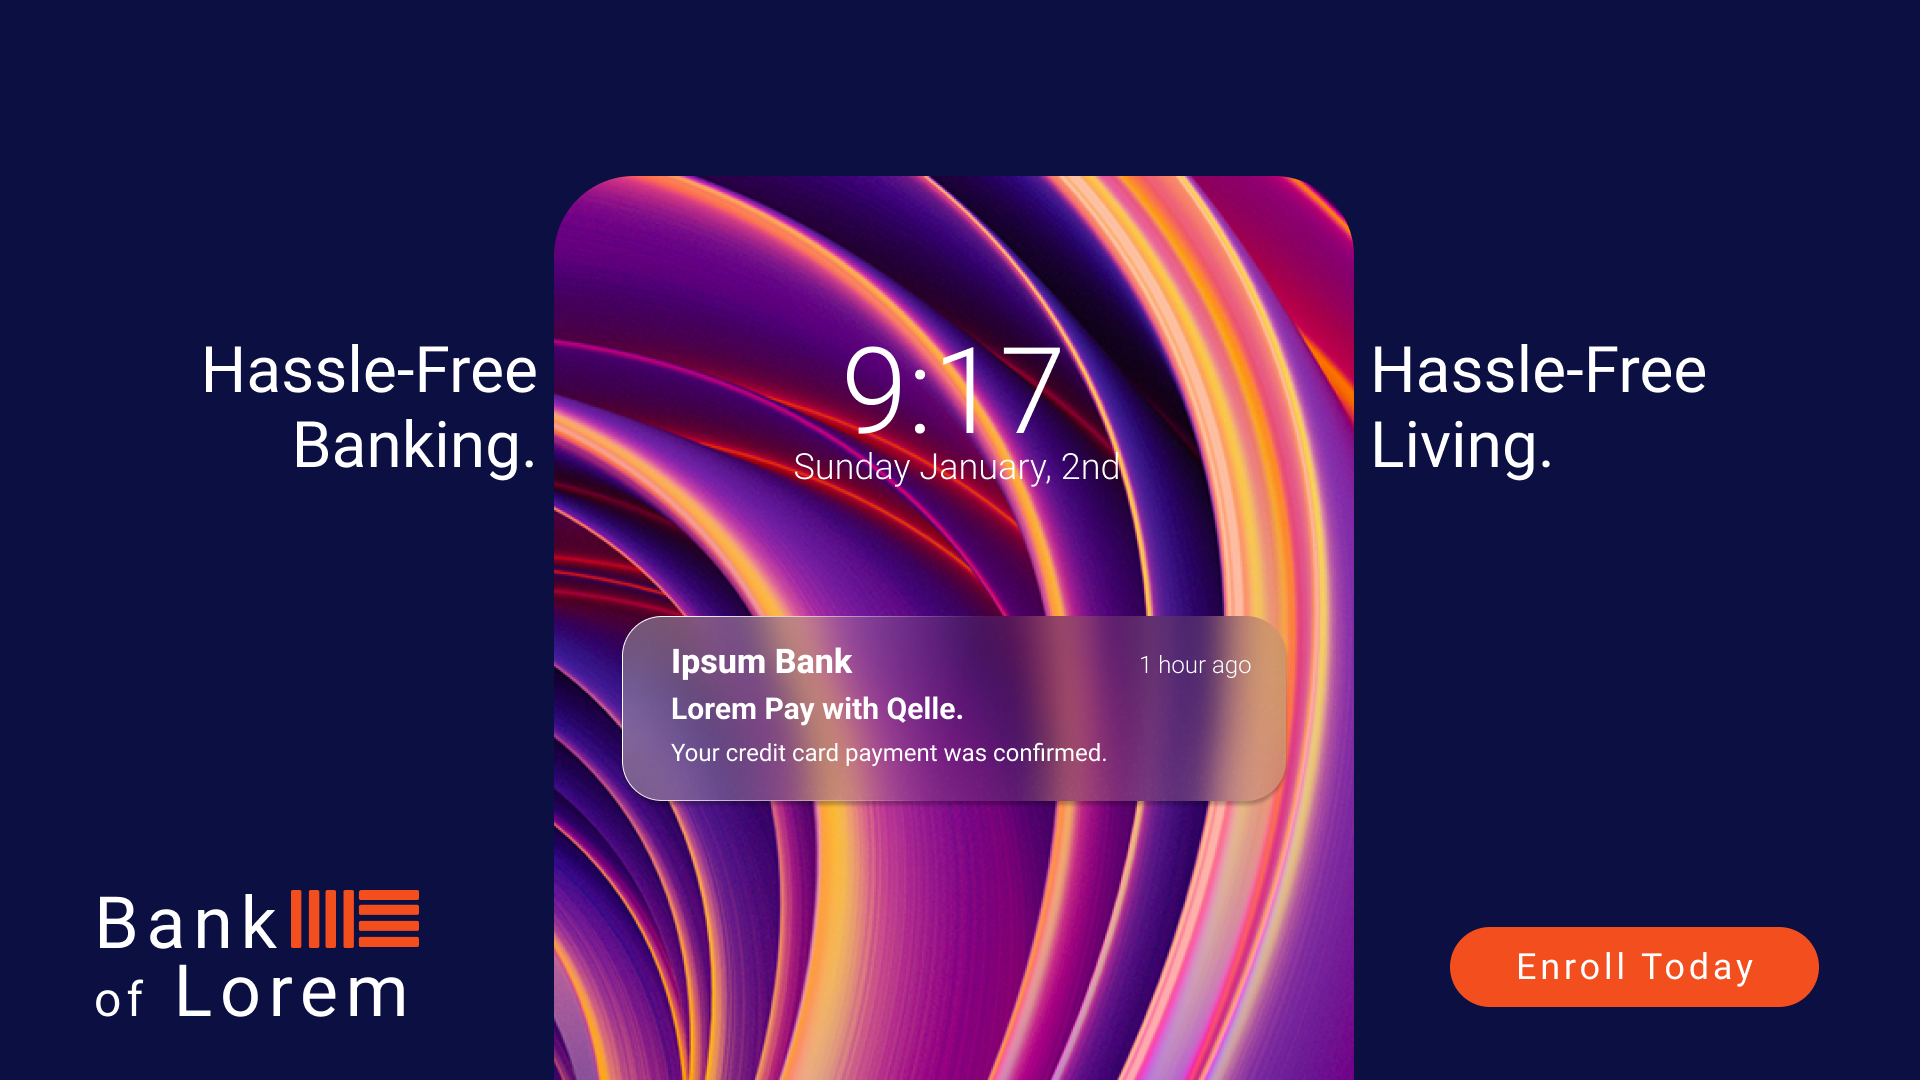 Hassle-Free
Banking.
9:17
Sunday January, 2nd
Hassle-Free
Living.
Ipsum Bank
1 hour ago
Lorem Pay with Qelle.
Your credit card payment was confirmed.
Bank
of Lorem
Enroll Today